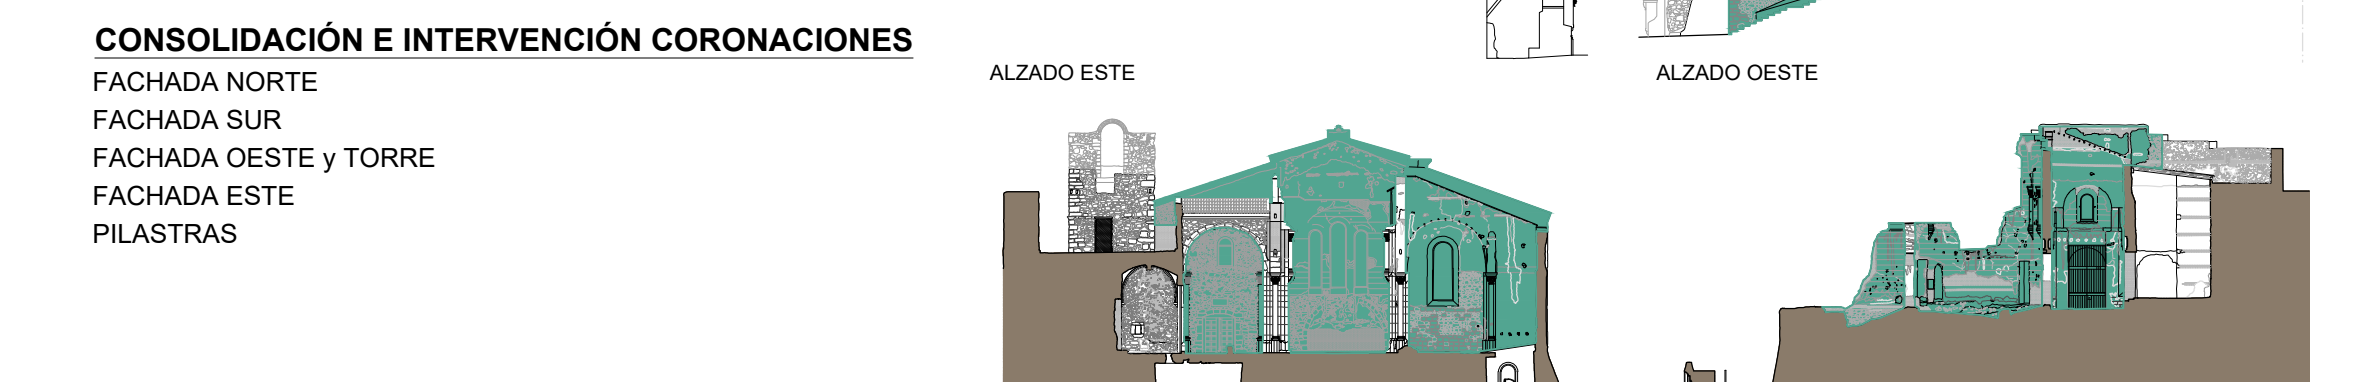 CONSOLIDACIÓN E INTERVENCIÓN CORONACIONES
FACHADA NORTE
FACHADA SUR
FACHADA OESTE y TORRE
FACHADA ESTE
PILASTRAS
ALZADO ESTE
ALZADO OESTE